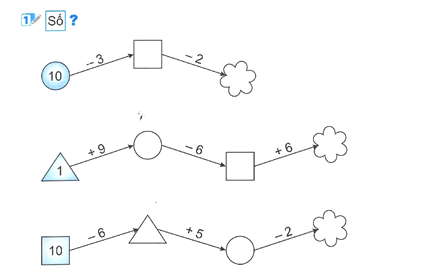 1 Số ?
10 – 3 – 2
1 + 9 – 6 + 6
10 – 6 + 5 – 2